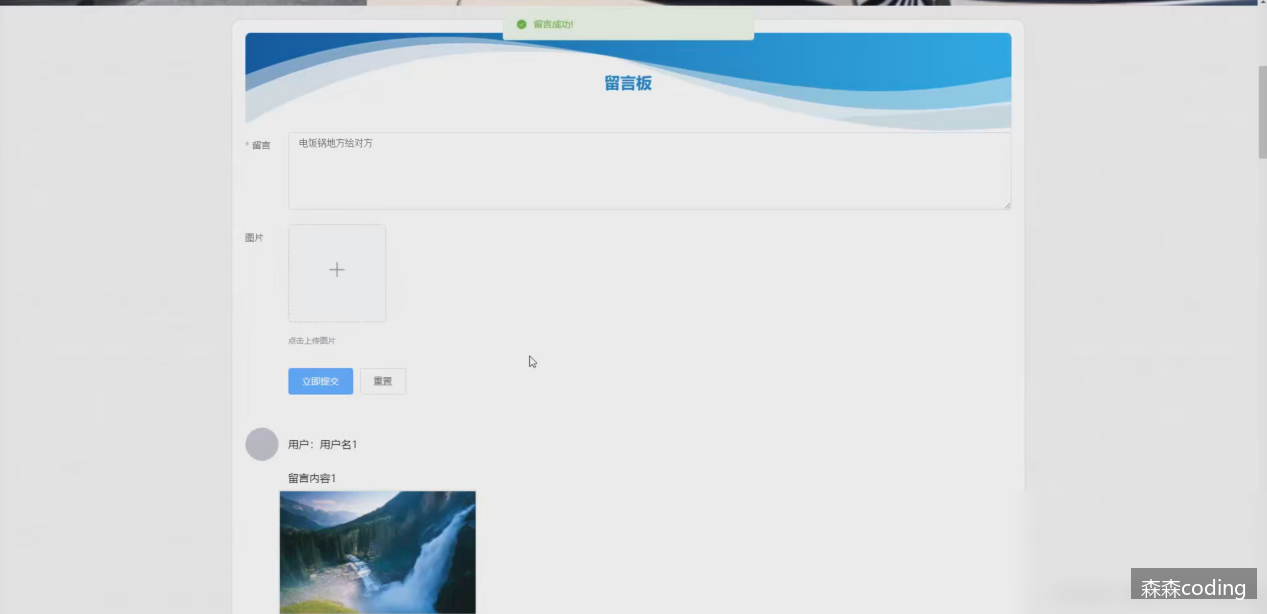 留言成功!
留言板
* 留言
电饭锅地方给对方
图片
点击上传图片
立即提交 重置
用户：用户名1
留言内容1
森森coding